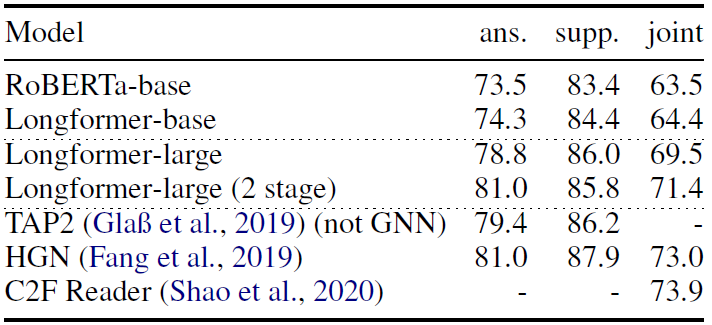 Model ans. supp. joint
RoBERTa-base 73.5 83.4 63.5
Longformer-base 74.3 84.4 64.4
Longformer-large 78.8 86.0 69.5
Longformer-large (2 stage) 81.0 85.8 71.4
TAP2 (Glaß et al., 2019) (not GNN) 79.4 86.2 -
HGN (Fang et al., 2019) 81.0 87.9 73.0
C2F Reader (Shao et al., 2020) - - 73.9